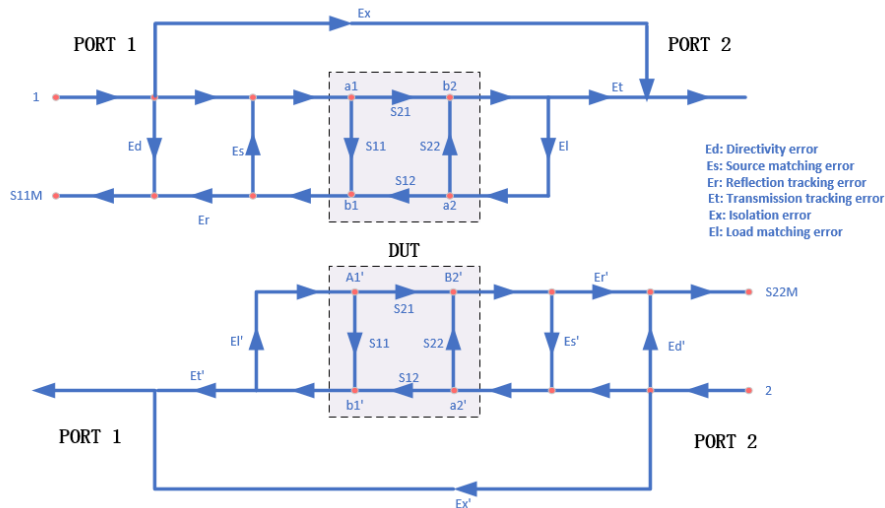 Ex
PORT 1
PORT 2
a1
b2
Et
1
S21
Ed
Es
S11
S22
El
S12
S11M
Er
b1
a2
Ed: Directivity error
Es: Source matching error
Er: Reflection tracking error
Et: Transmission tracking error
Ex: Isolation error
El: Load matching error
DUT
A1'
B2'
Er'
S22M
S21
El'
S11
S22
Es'
Ed'
Et'
S12
2
b1'
a2'
PORT 1
PORT 2
Ex'